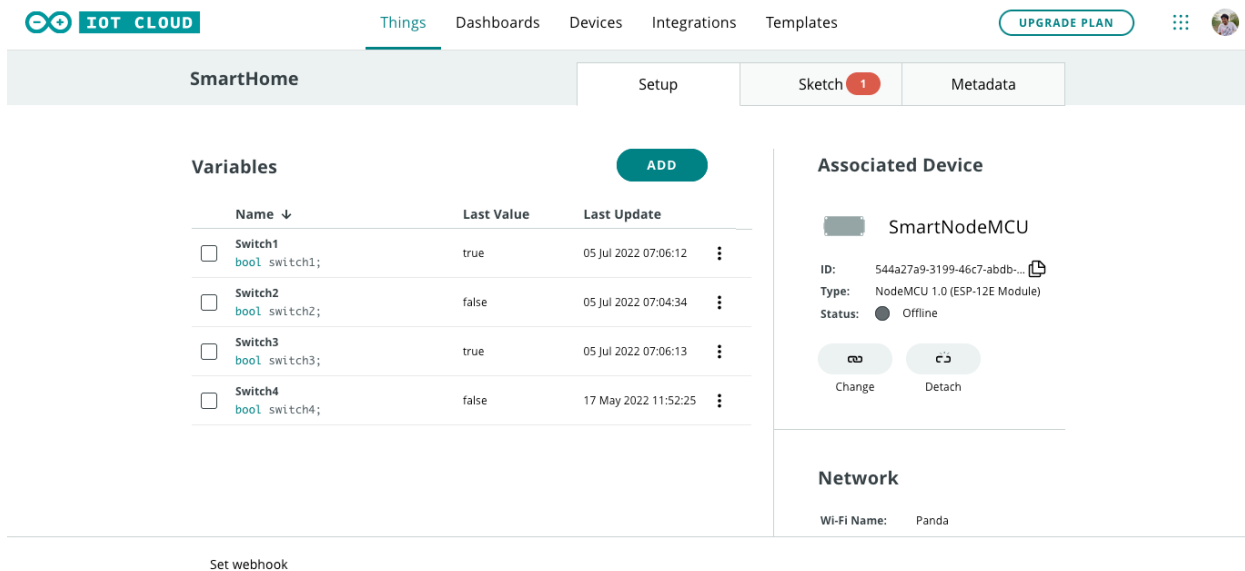 IOT CLOUD
Things Dashboards Devices Integrations Templates
UPGRADE PLAN
SmartHome
Setup
Sketch 1
Metadata
Variables
ADD
Name ↓ Last Value Last Update
Switch1
bool switch1;
true
05 Jul 2022 07:06:12
Switch2
bool switch2;
false
05 Jul 2022 07:04:34
Switch3
bool switch3;
true
05 Jul 2022 07:06:13
Switch4
bool switch4;
false
17 May 2022 11:52:25
Associated Device
SmartNodeMCU
ID: 544a27a9-3199-46c7-abdb-...
Type: NodeMCU 1.0 (ESP-12E Module)
Status: Offline
Change
Detach
Network
Wi-Fi Name: Panda
Set webhook